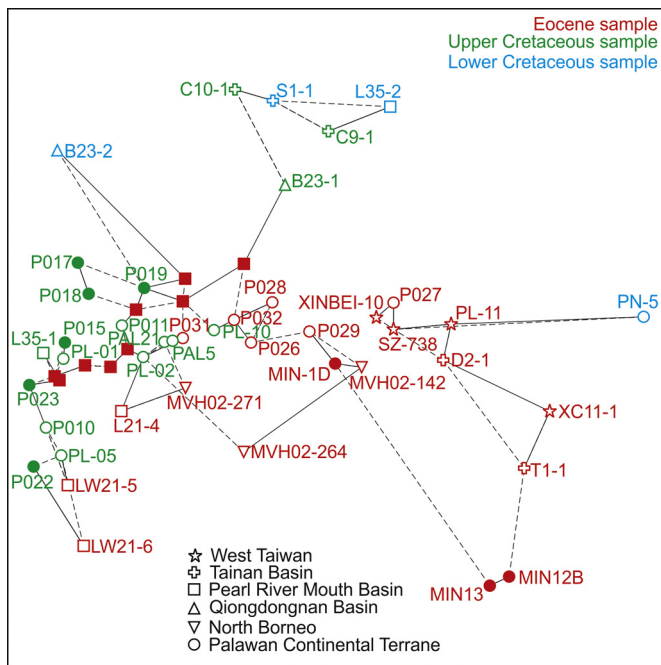 Eocene sample
Upper Cretaceous sample
Lower Cretaceous sample
C10-1
S1-1
L35-2
C9-1
B23-2
B23-1
P017
P019
P018
P028
XINBEI-10
P027
P032
PL-11
PN-5
P015
P011
P031
PL-10
P029
L35-1
PL-01
PAL21
PAL5
P026
SZ-738
PL-02
D2-1
MIN-1D
MVH02-142
P023
MVH02-271
L21-4
XC11-1
P010
MVH02-264
PL-05
T1-1
P022
LW21-5
LW21-6
West Taiwan
Tainan Basin
Pearl River Mouth Basin
Qiongdongnan Basin
North Borneo
Palawan Continental Terrane
MIN13
MIN12B